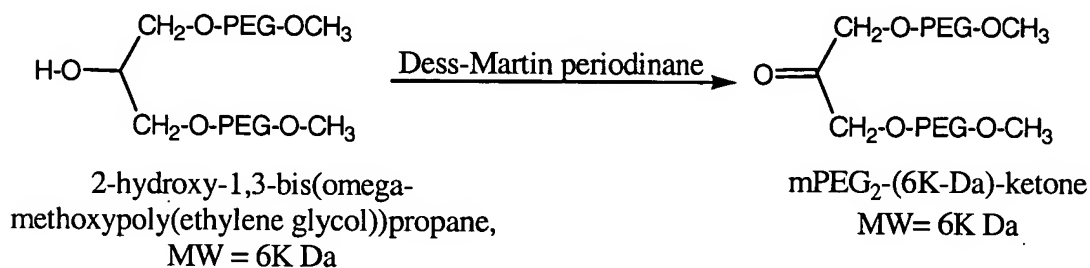 CH2-O-PEG-OCH3
H-O
CH2-O-PEG-O-CH3
Dess-Martin periodinane
CH2-O-PEG-OCH3
O
CH2-O-PEG-O-CH3
2-hydroxy-1,3-bis(omega-
methoxypoly(ethylene glycol))propane,
MW = 6K Da
mPEG2-(6K-Da)-ketone
MW= 6K Da